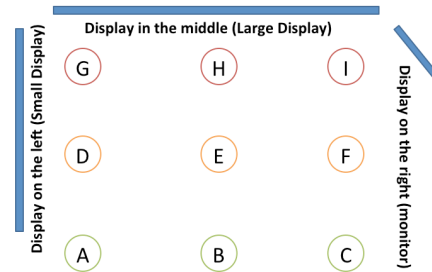 Display in the middle (Large Display)
Display on the left (Small Display)
G H I
Display on the right (monitor)
D E F
A B C